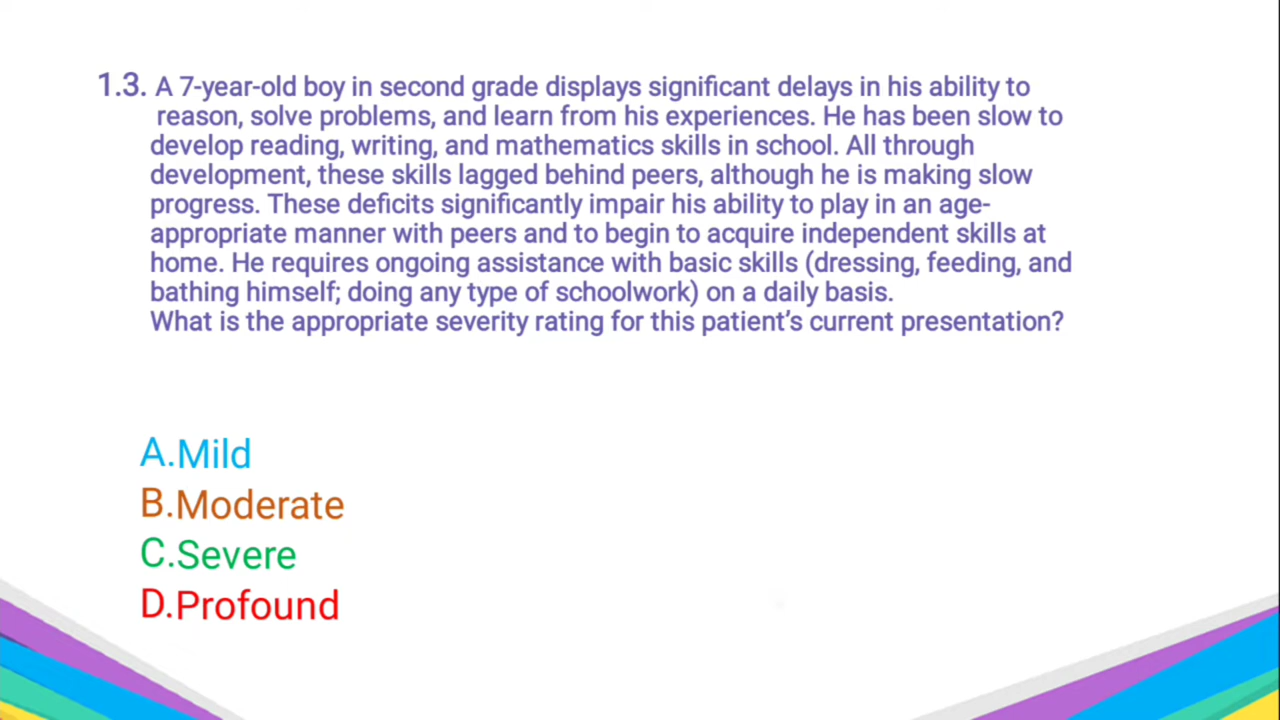 1.3. A 7-year-old boy in second grade displays significant delays in his ability to
reason, solve problems, and learn from his experiences. He has been slow to
develop reading, writing, and mathematics skills in school. All through
development, these skills lagged behind peers, although he is making slow
progress. These deficits significantly impair his ability to play in an age-
appropriate manner with peers and to begin to acquire independent skills at
home. He requires ongoing assistance with basic skills (dressing, feeding, and
bathing himself; doing any type of schoolwork) on a daily basis.
What is the appropriate severity rating for this patient's current presentation?
A.Mild
B.Moderate
C.Severe
D.Profound